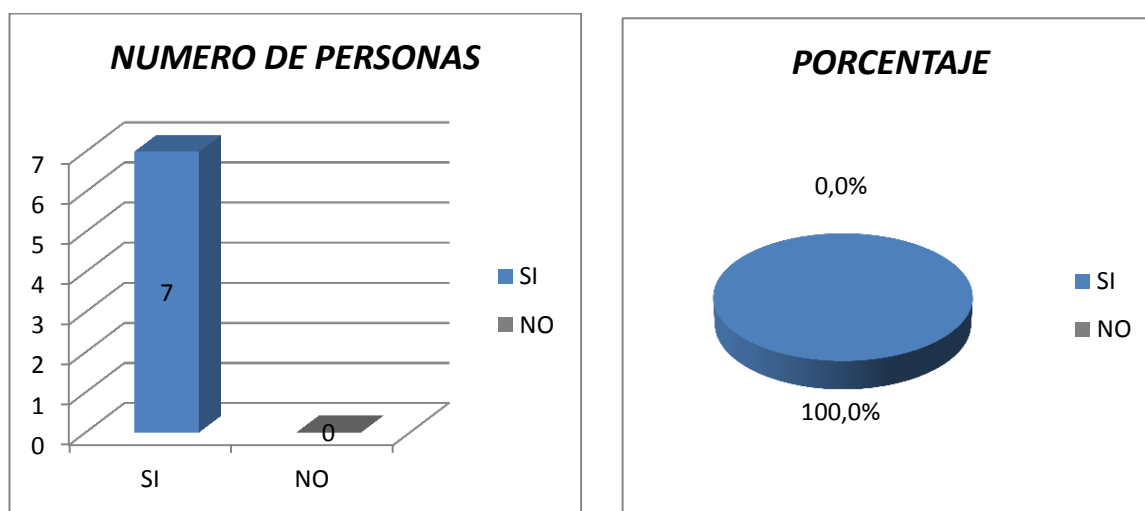 NUMERO DE PERSONAS
7
6
5
4
3
2
1
0
7
0
SI
NO
SI
NO
PORCENTAJE
0,0%
100,0%
SI
NO